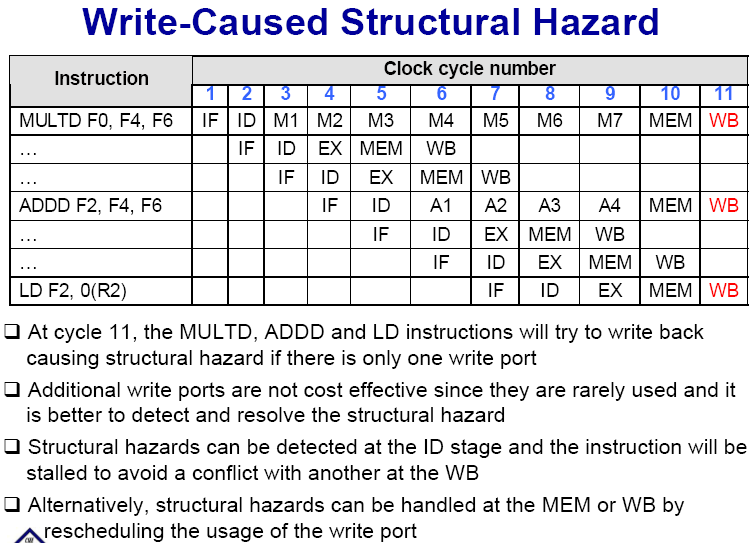 Write-Caused Structural Hazard
Instruction Clock cycle number
1 2 3 4 5 6 7 8 9 10 11
MULTD F0, F4, F6 IF ID M1 M2 M3 M4 M5 M6 M7 MEM WB
… IF ID EX MEM WB
… IF ID EX MEM WB
ADDD F2, F4, F6 IF ID A1 A2 A3 A4 MEM WB
… IF ID EX MEM WB
… IF ID EX MEM WB
LD F2, 0(R2) IF ID EX MEM WB
❑ At cycle 11, the MULTD, ADDD and LD instructions will try to write back
causing structural hazard if there is only one write port
❑ Additional write ports are not cost effective since they are rarely used and it
is better to detect and resolve the structural hazard
❑ Structural hazards can be detected at the ID stage and the instruction will be
stalled to avoid a conflict with another at the WB
❑ Alternatively, structural hazards can be handled at the MEM or WB by
rescheduling the usage of the write port